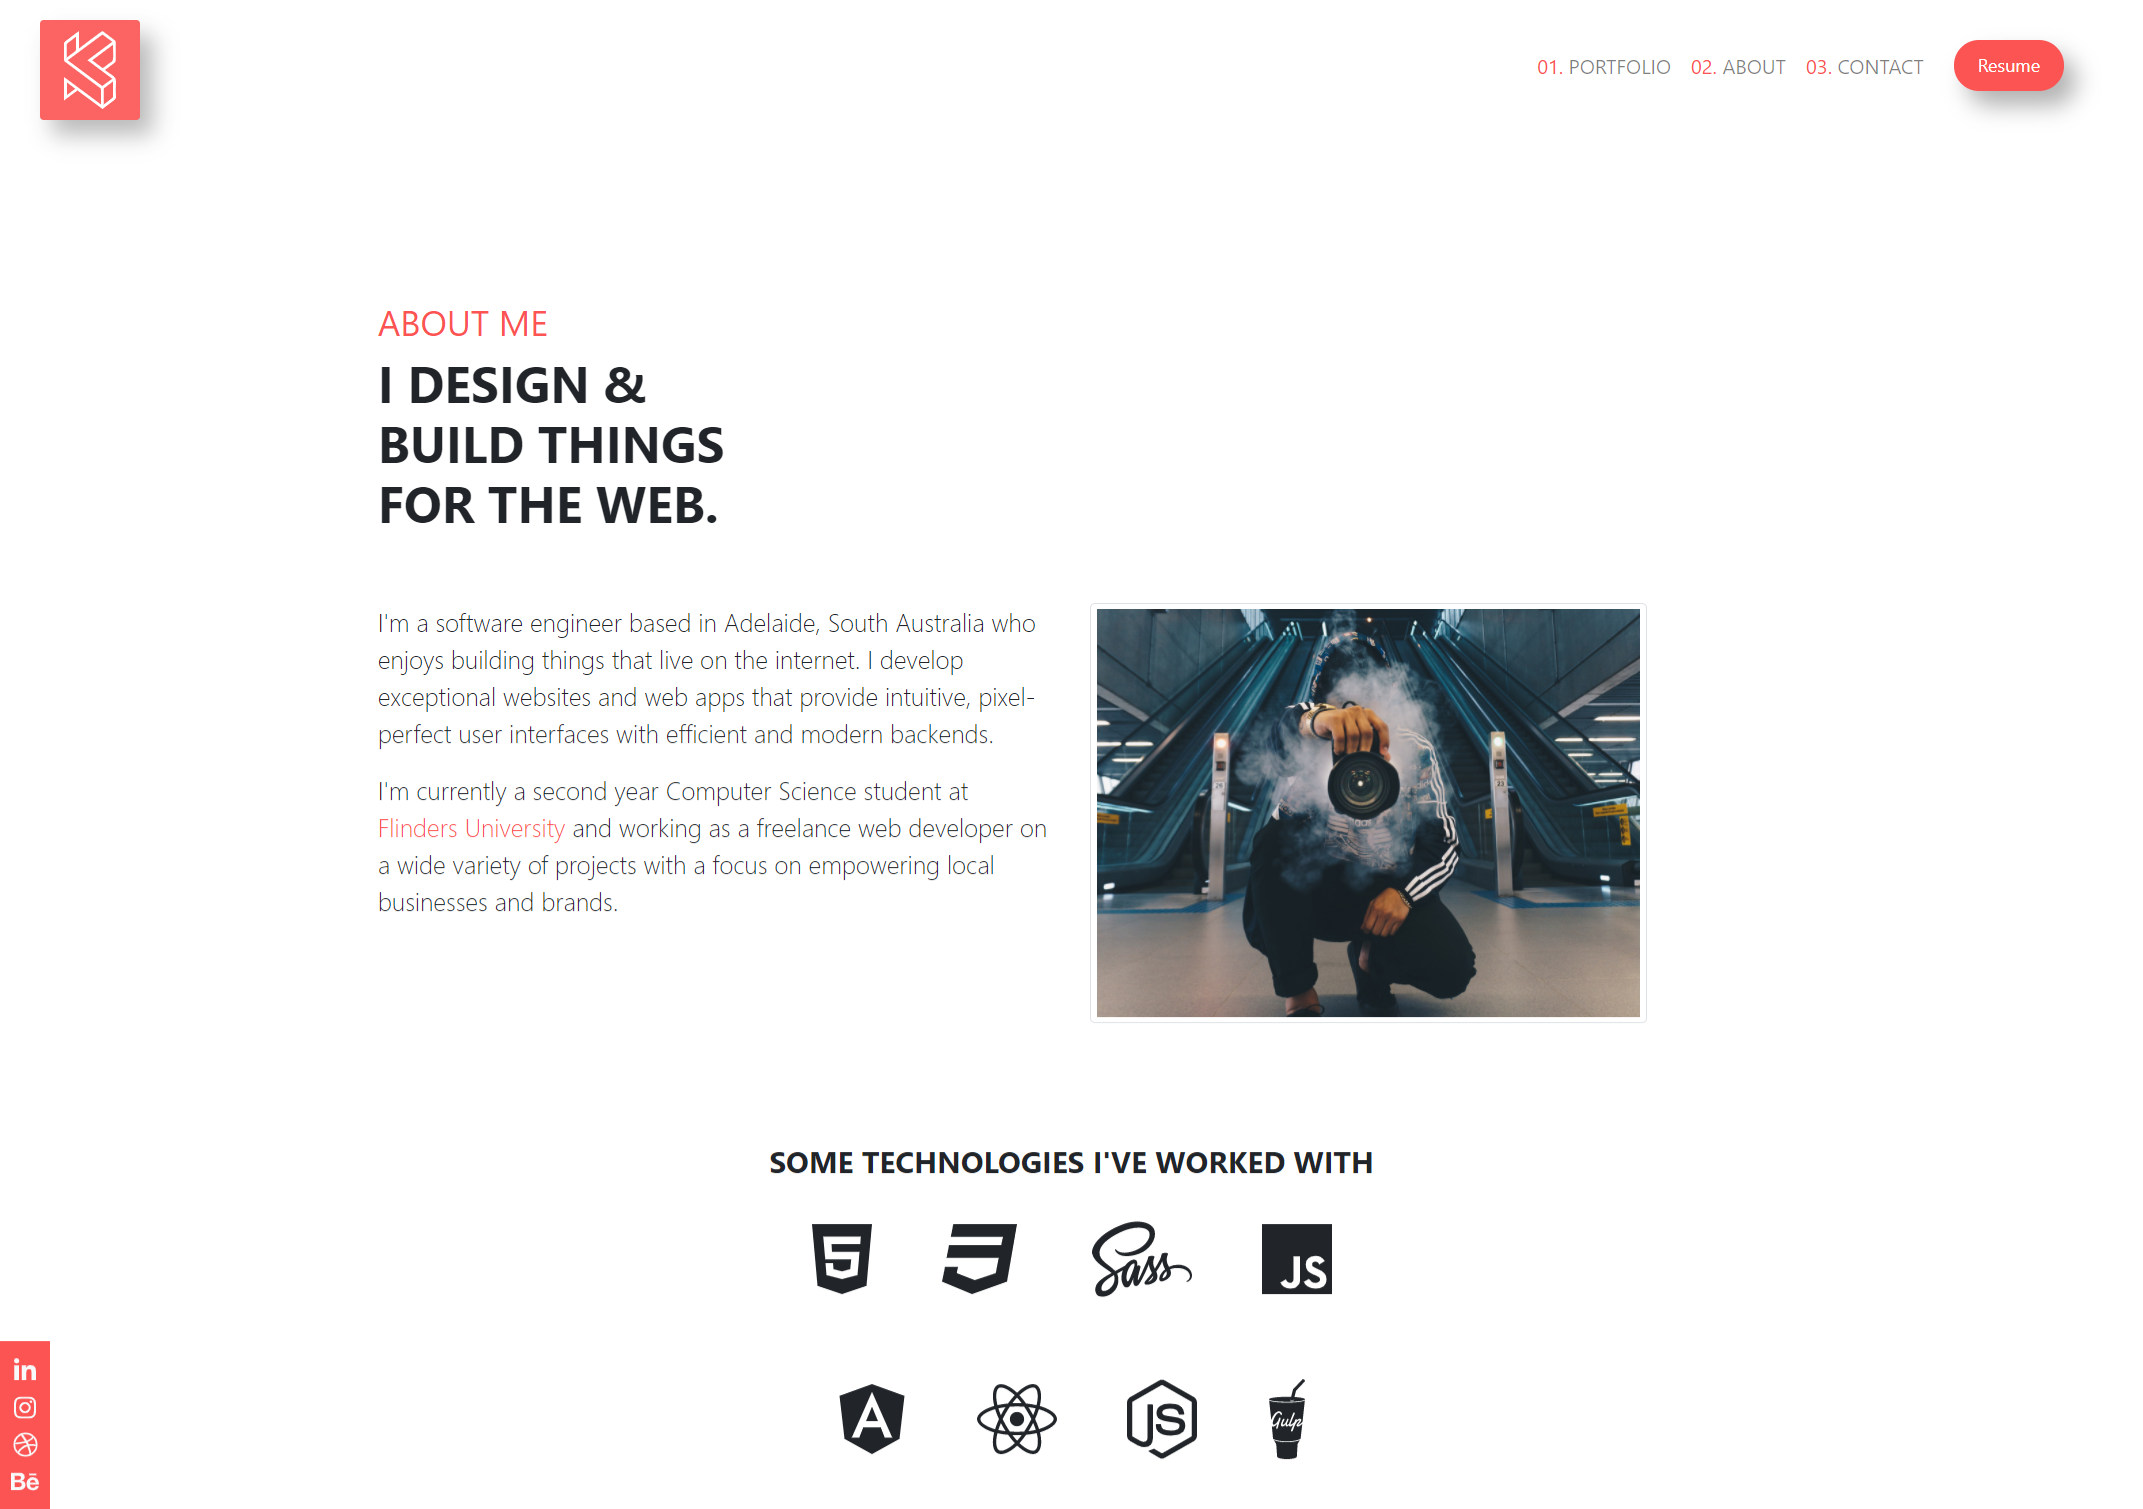 01. PORTFOLIO 02. ABOUT 03. CONTACT Resume
ABOUT ME
I DESIGN &
BUILD THINGS
FOR THE WEB.
I'm a software engineer based in Adelaide, South Australia who
enjoys building things that live on the internet. I develop
exceptional websites and web apps that provide intuitive, pixel-
perfect user interfaces with efficient and modern backends.
I'm currently a second year Computer Science student at
Flinders University and working as a freelance web developer on
a wide variety of projects with a focus on empowering local
businesses and brands.
SOME TECHNOLOGIES I'VE WORKED WITH
5 Sass JS
A JS Gulp
in
Bē